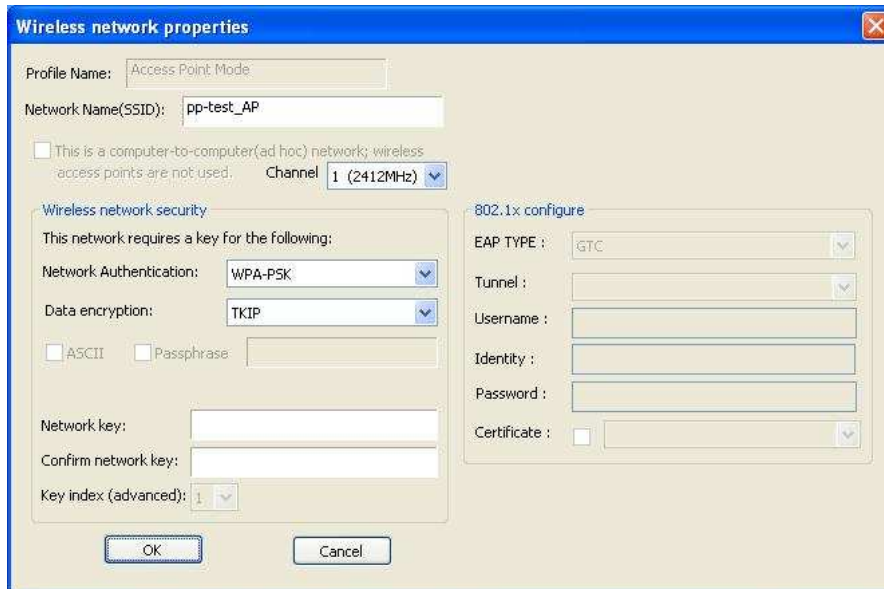 Wireless network properties
Profile Name: Access Point Mode
Network Name(SSID): pp-test_AP
This is a computer-to-computer(ad hoc) network; wireless
access points are not used.
Channel 1 (2412MHz)
Wireless network security
This network requires a key for the following:
Network Authentication: WPA-PSK
Data encryption: TKIP
ASCII Passphrase
Network key:
Confirm network key:
Key index (advanced): 1
802.1x configure
EAP TYPE : GTC
Tunnel :
Username :
Identity :
Password :
Certificate :
OK Cancel